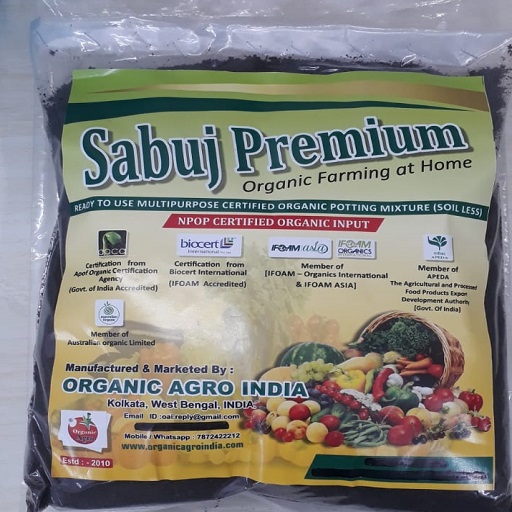 Sabuj Premium
Organic Farming at Home
READY TO USE MULTIPURPOSE CERTIFIED ORGANIC POTTING MIXTURE (SOIL LESS)
NPOP CERTIFIED ORGANIC INPUT
Certification from
Apof Organic Certification
Agency
(Govt. of India Accredited)
biocert
International
Certification from
Biocert International
(IFOAM Accredited)
IFOAM asia
IFOAM
ORGANICS
Member of
[IFOAM - Organics International
& IFOAM ASIA]
Member of
APEDA
The Agricultural and Processed
Food Products Export
Development Authority
(Govt. Of India)
Member of
Australian organic Limited
Manufactured & Marketed By :
ORGANIC AGRO INDIA
Kolkata, West Bengal, INDIA,
Email ID :oai.reply@gmail.com
Mobile / Whatsapp : 7872422212
www.organicagroindia.com
Organic
Estd : - 2010